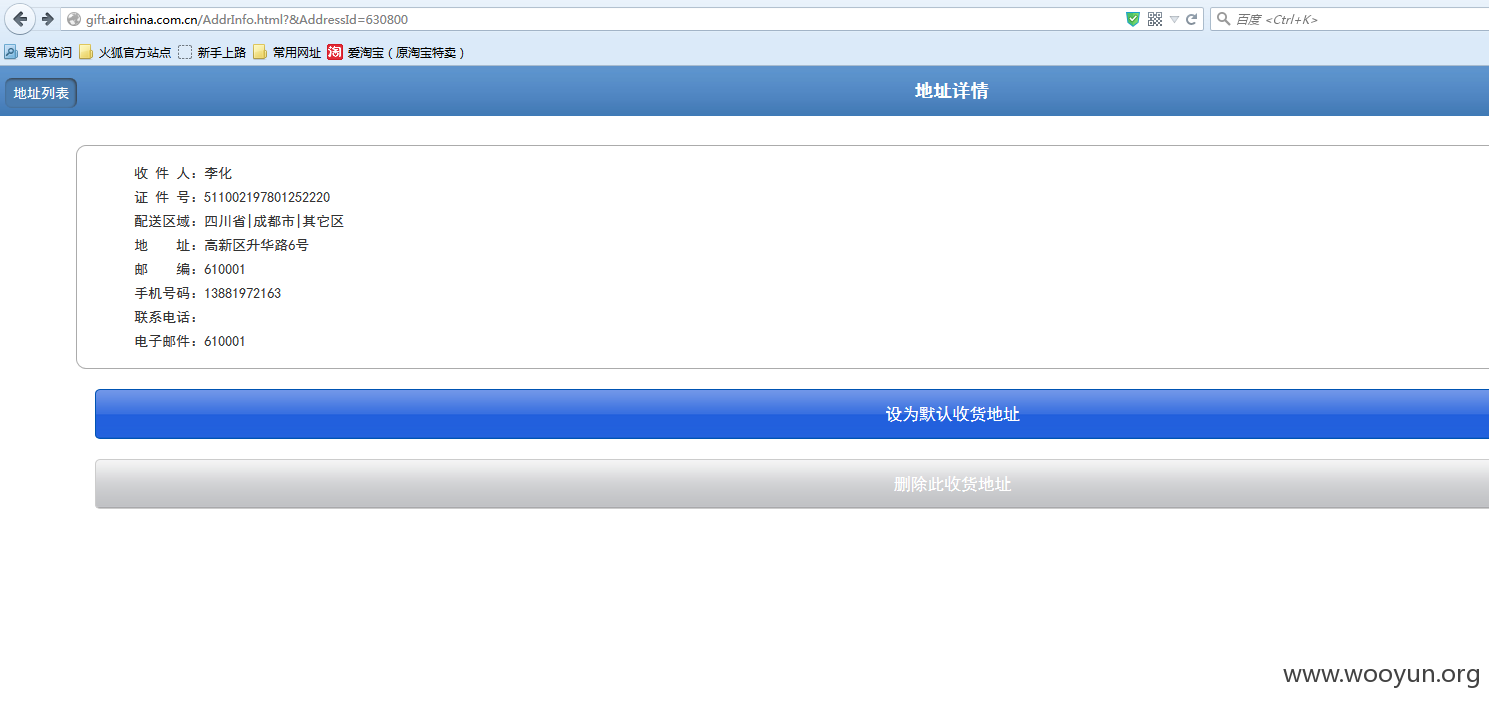 gift.airchina.com.cn/AddrInfo.html?&AddressId=630800
百度 <Ctrl+K>
最常访问 火狐官方站点 新手上路 常用网址 淘 爱淘宝（原淘宝特卖）
地址列表 地址详情
收 件 人：李化
证 件 号：511002197801252220
配送区域：四川省|成都市|其它区
地 址：高新区升华路6号
邮 编：610001
手机号码：13881972163
联系电话：
电子邮件：610001
设为默认收货地址
删除此收货地址
www.wooyun.org